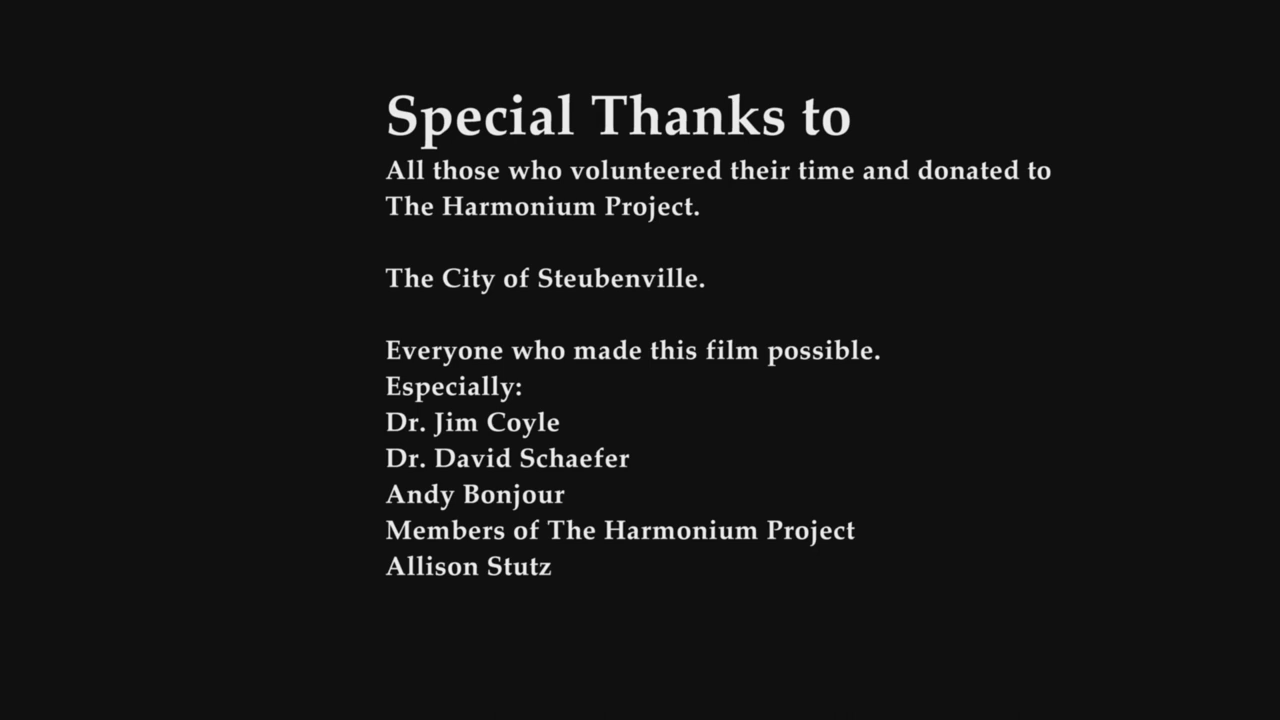 Special Thanks to
All those who volunteered their time and donated to
The Harmonium Project.
The City of Steubenville.
Everyone who made this film possible.
Especially:
Dr. Jim Coyle
Dr. David Schaefer
Andy Bonjour
Members of The Harmonium Project
Allison Stutz